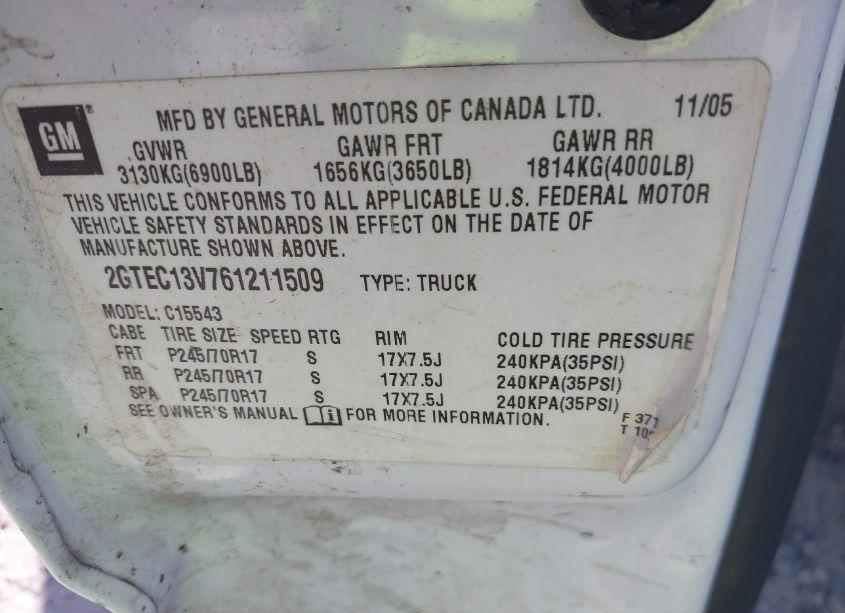 GM ® MFD BY GENERAL MOTORS OF CANADA LTD. 11/05
GVWR GAWR FRT GAWR RR
3130KG(6900LB) 1656KG(3650LB) 1814KG(4000LB)
THIS VEHICLE CONFORMS TO ALL APPLICABLE U.S. FEDERAL MOTOR
VEHICLE SAFETY STANDARDS IN EFFECT ON THE DATE OF
MANUFACTURE SHOWN ABOVE.
2GTEC13V761211509 TYPE: TRUCK
MODEL: C15543
CABE TIRE SIZE SPEED RTG RIM COLD TIRE PRESSURE
FRT P245/70R17 S 17X7.5J 240KPA(35PSI)
RR P245/70R17 S 17X7.5J 240KPA(35PSI)
SPA P245/70R17 S 17X7.5J 240KPA(35PSI)
SEE OWNER'S MANUAL FOR MORE INFORMATION.
F 371
T